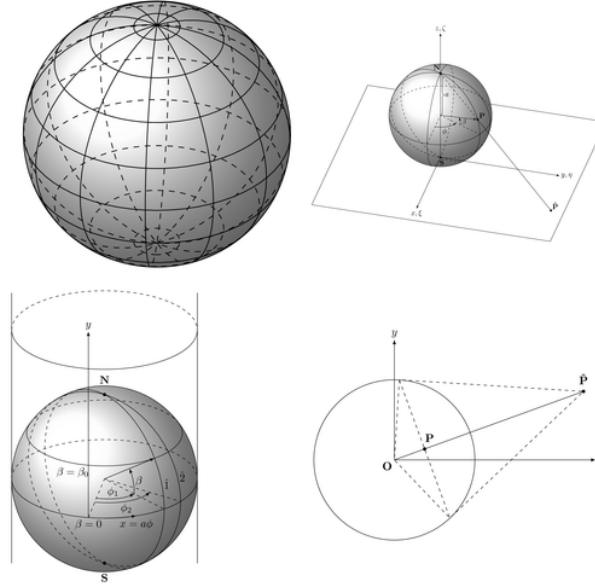 z, ζ
N
a
P
ϕ
S
y, η
x, ξ
P̂
y
N
β = β₀
β
1̂
2̂
ϕ₁
ϕ₂
β = 0
x = aϕ
S
y
P̂
P
O